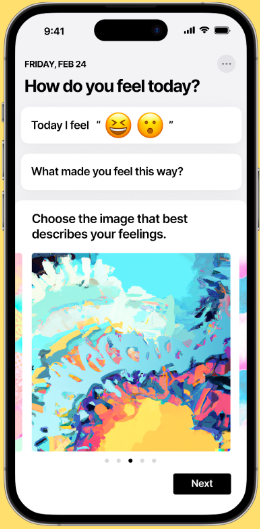 9:41
FRIDAY, FEB 24
How do you feel today?
Today I feel " 😆 😮 "
What made you feel this way?
Choose the image that best
describes your feelings.
Next